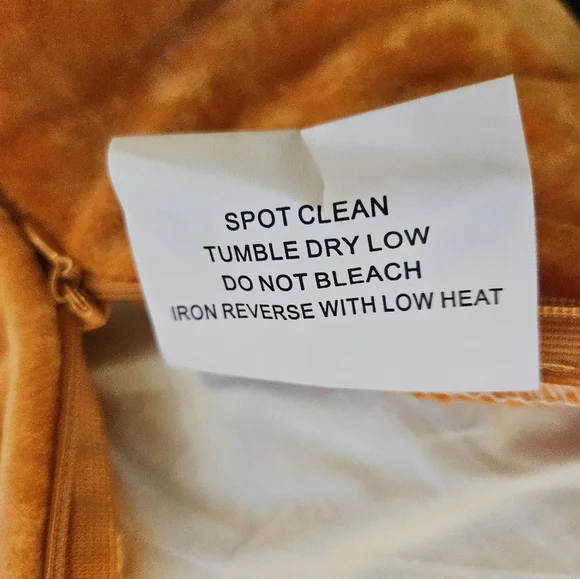 SPOT CLEAN
TUMBLE DRY LOW
DO NOT BLEACH
IRON REVERSE WITH LOW HEAT